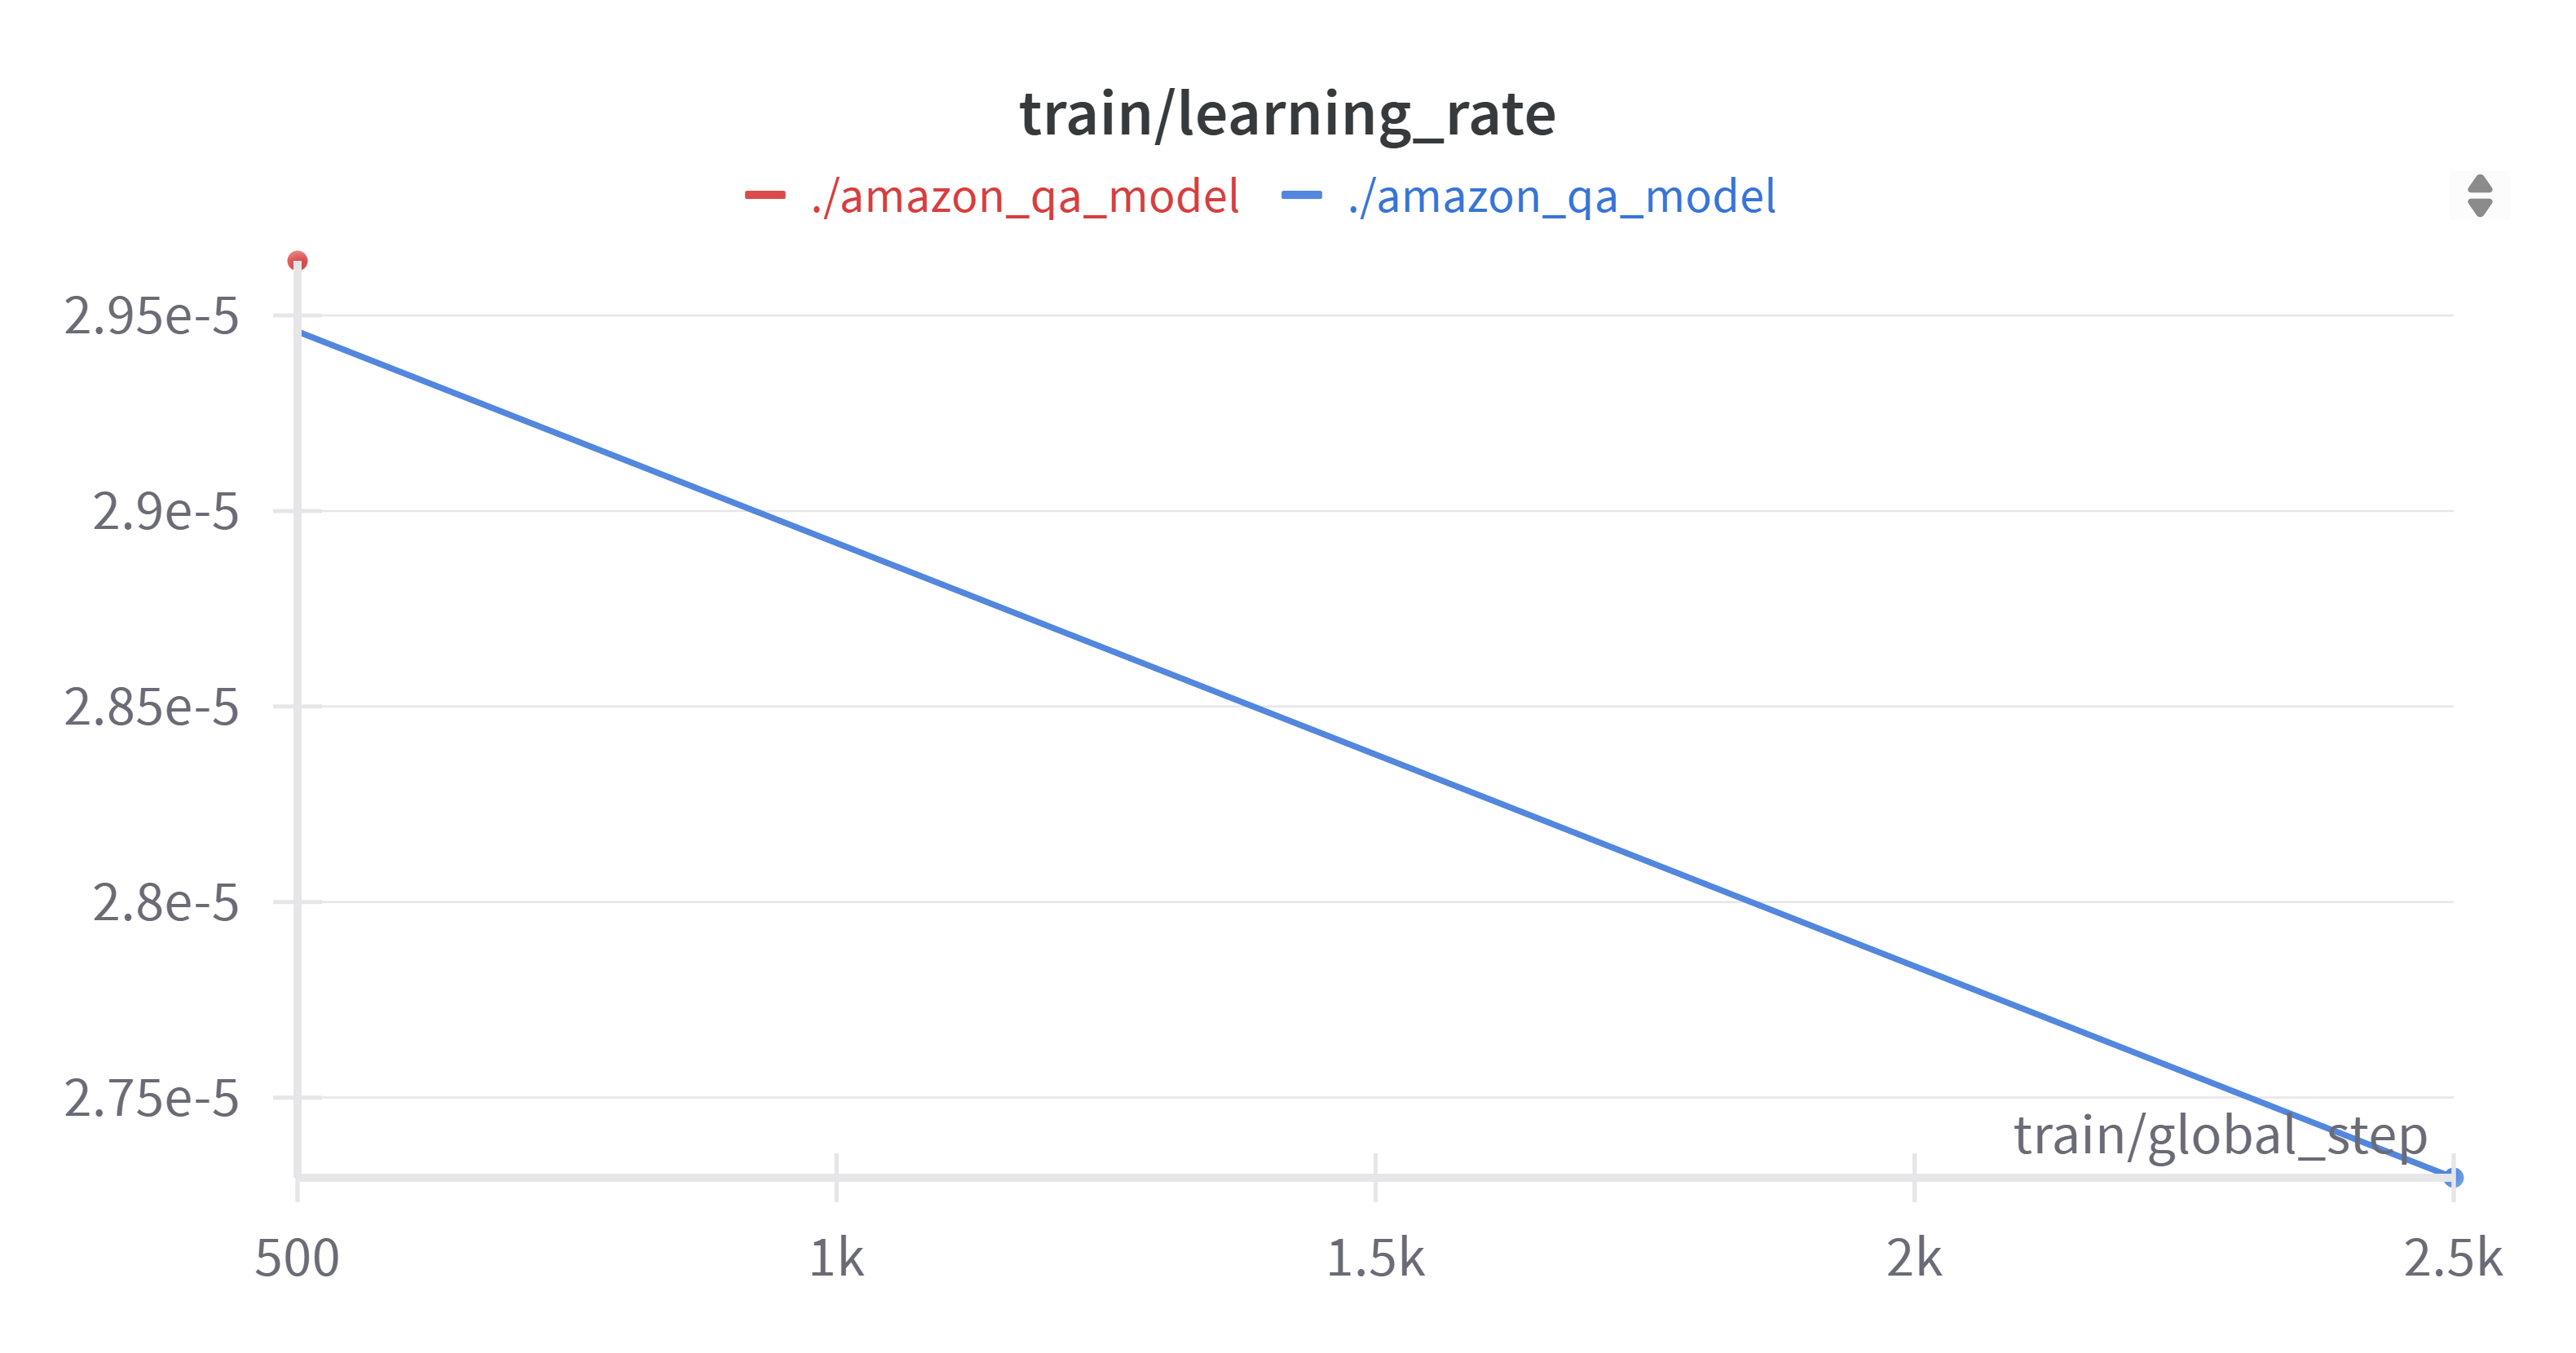 train/learning_rate
./amazon_qa_model ./amazon_qa_model
2.95e-5
2.9e-5
2.85e-5
2.8e-5
2.75e-5
train/global_step
500 1k 1.5k 2k 2.5k